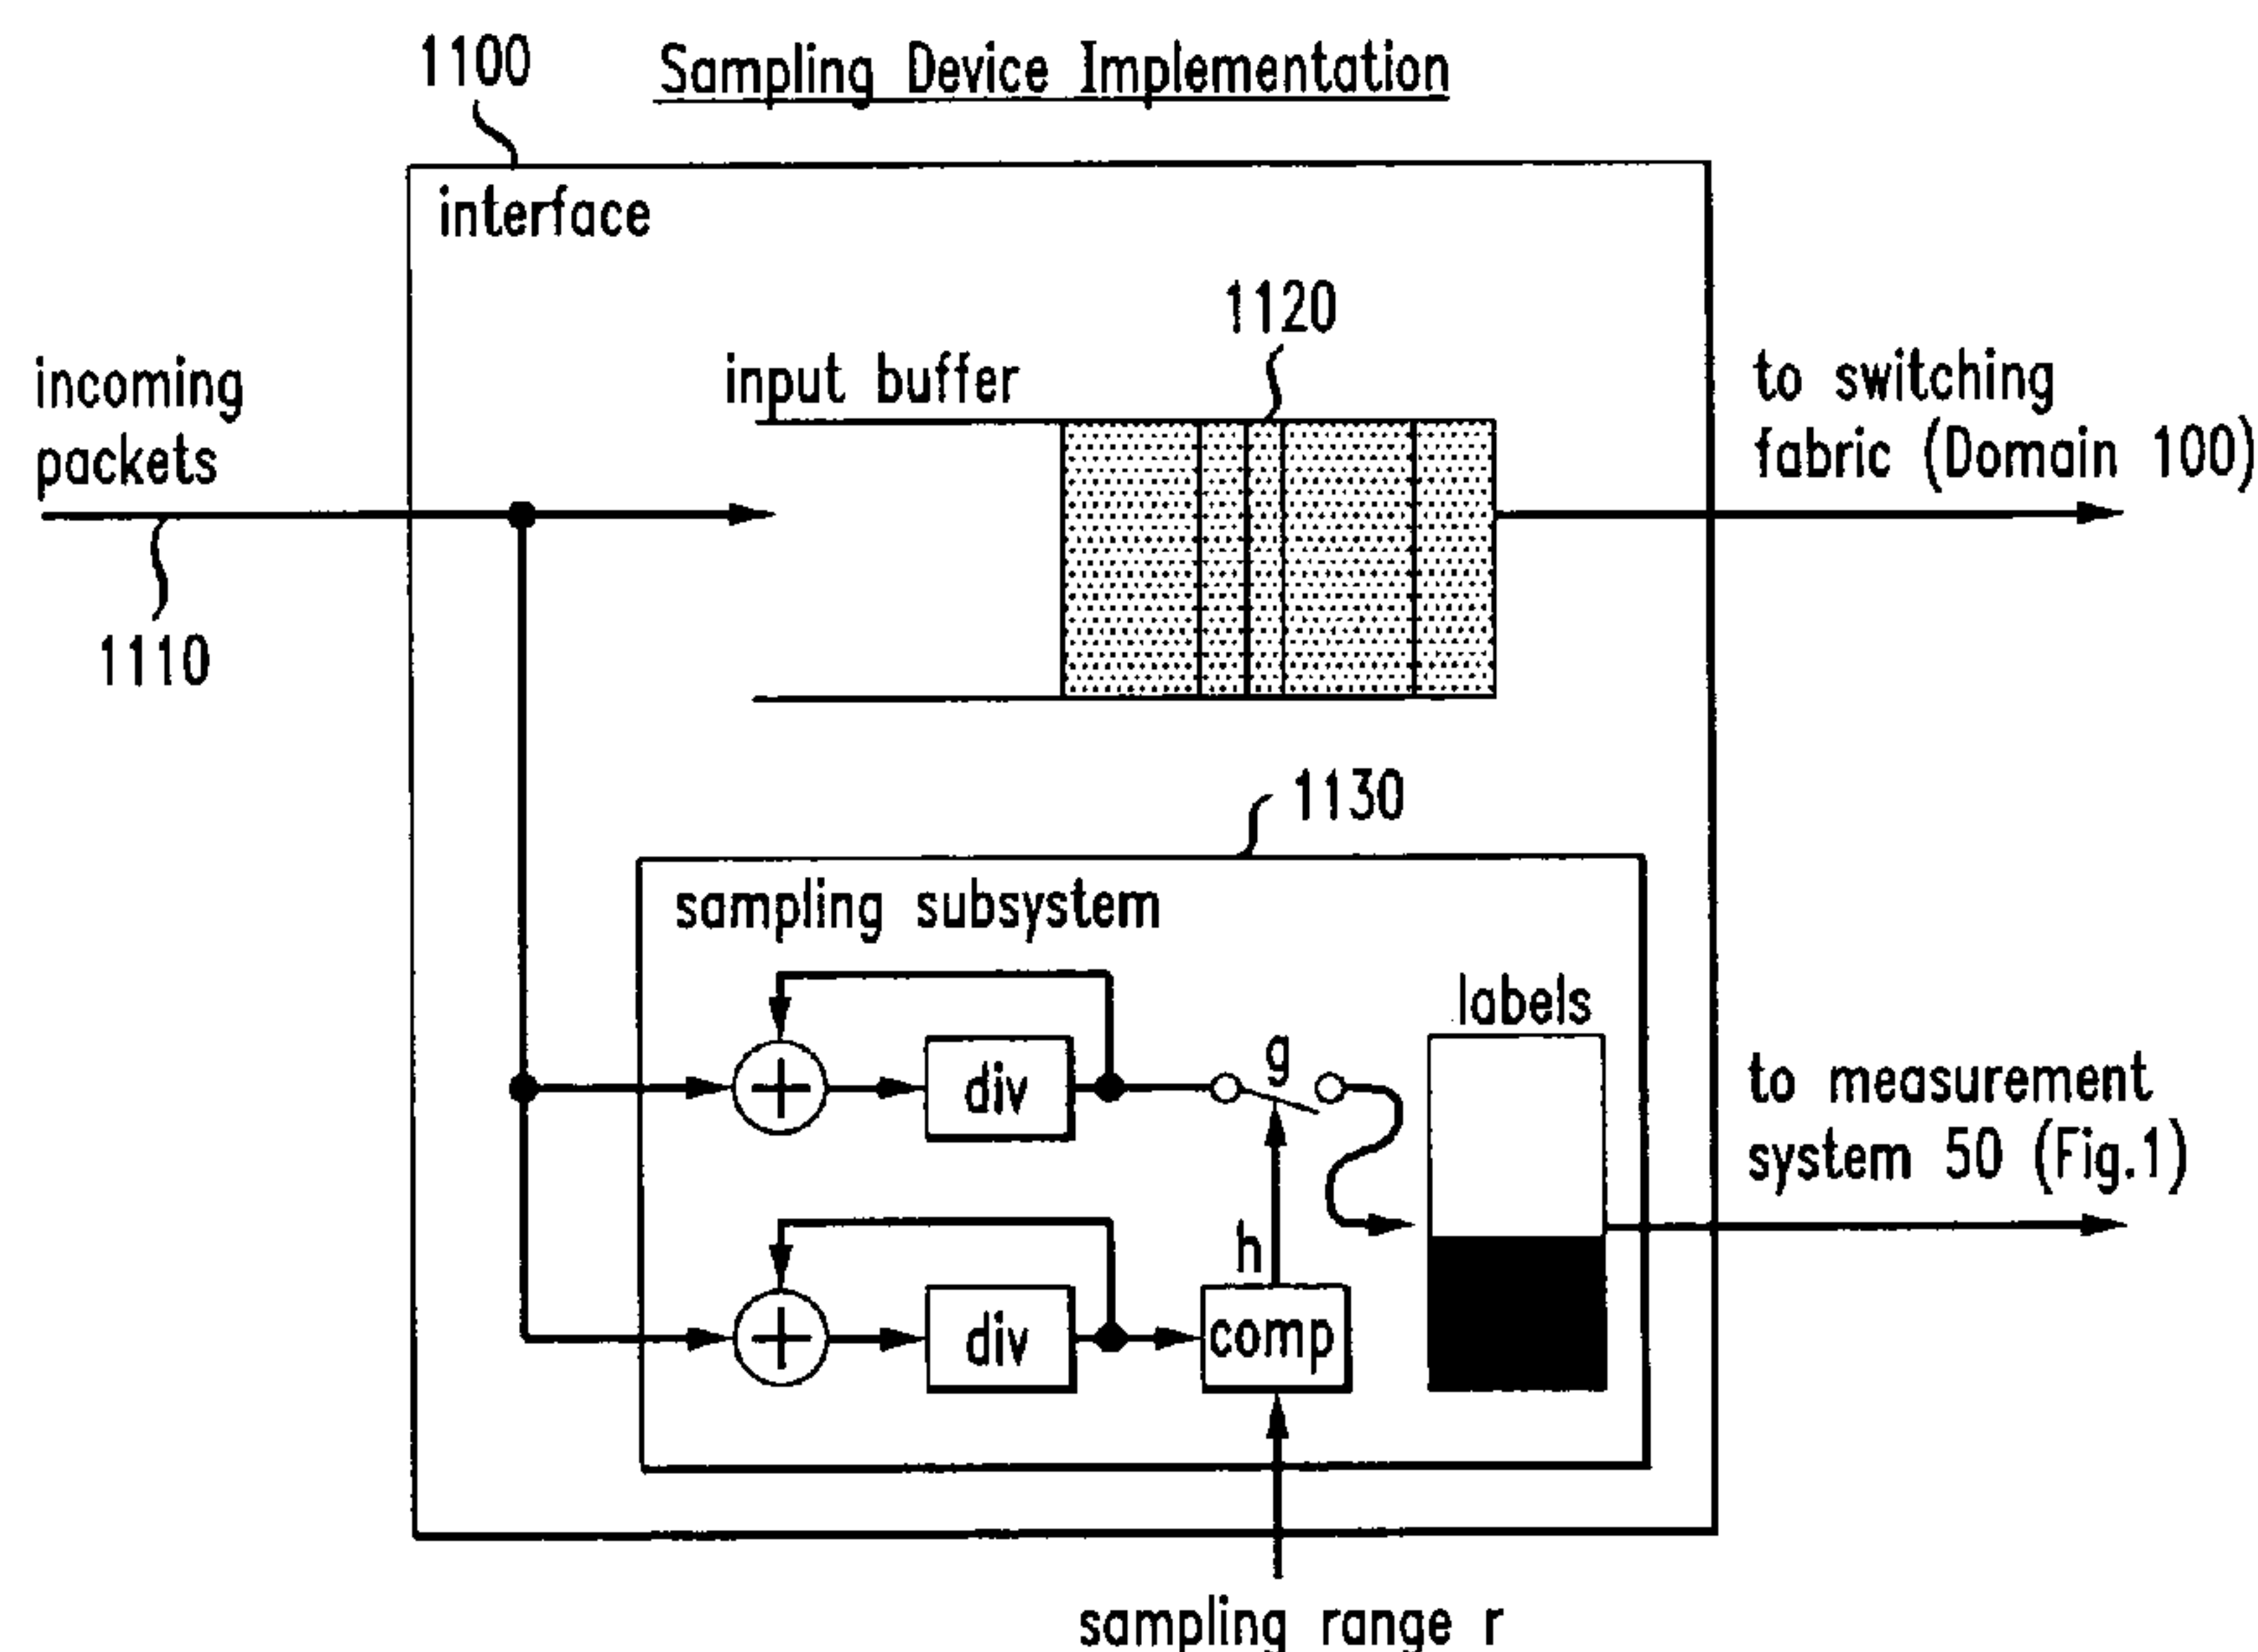 1100
Sampling Device Implementation
interface
1120
incoming
packets
input buffer
to switching
fabric (Domain 100)
1110
1130
sampling subsystem
labels
+
div
g
to measurement
system 50 (Fig.1)
h
+
div
comp
sampling range r